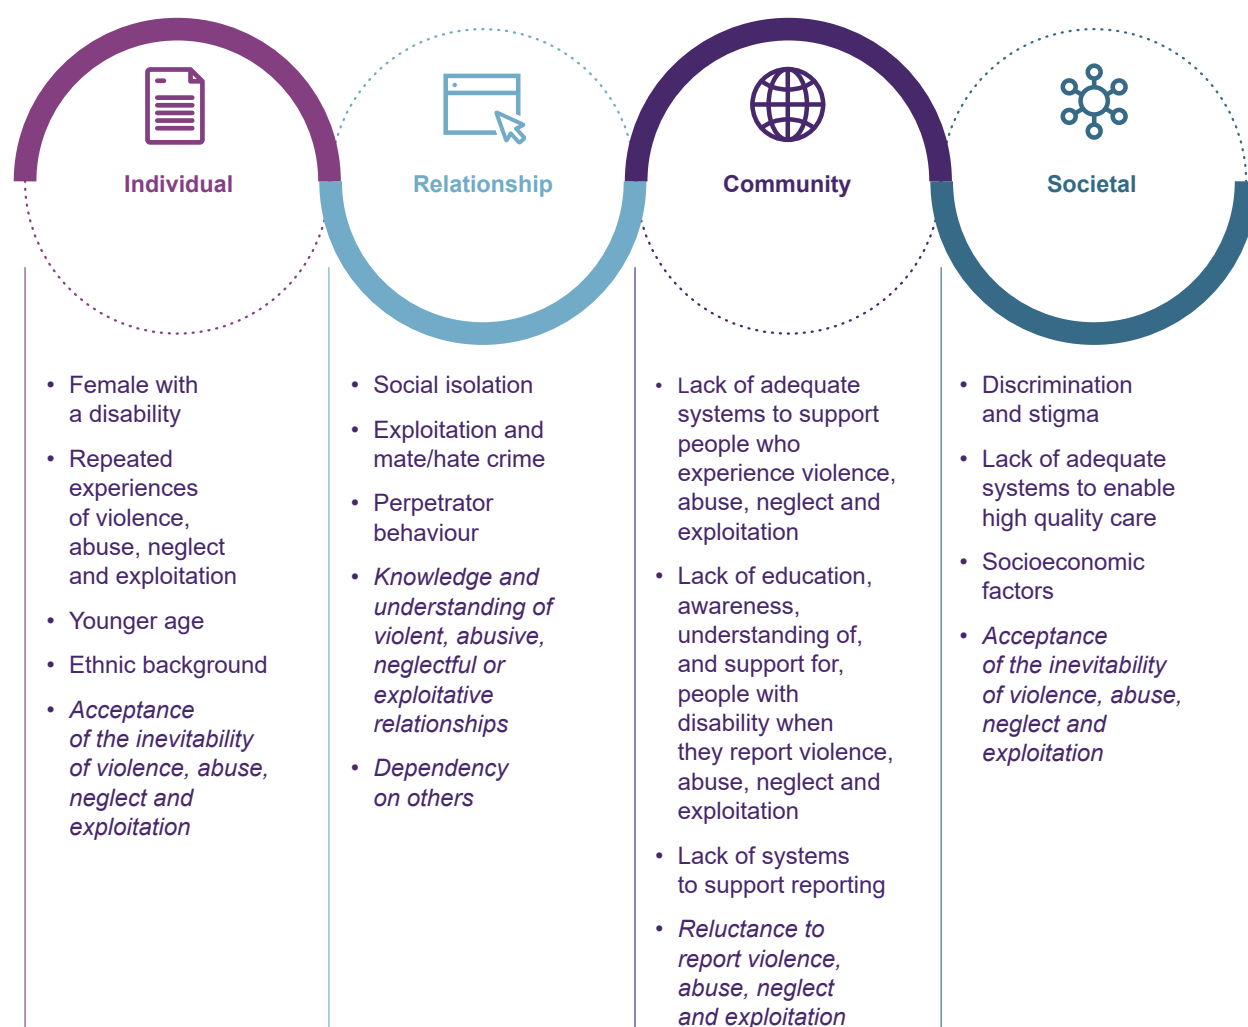 Individual
Relationship
Community
Societal
• Female with
a disability
• Repeated
experiences
of violence,
abuse, neglect
and exploitation
• Younger age
• Ethnic background
• Acceptance
of the inevitability
of violence, abuse,
neglect and
exploitation
• Social isolation
• Exploitation and
mate/hate crime
• Perpetrator
behaviour
• Knowledge and
understanding of
violent, abusive,
neglectful or
exploitative
relationships
• Dependency
on others
• Lack of adequate
systems to support
people who
experience violence,
abuse, neglect and
exploitation
• Lack of education,
awareness,
understanding of,
and support for,
people with
disability when
they report violence,
abuse, neglect and
exploitation
• Lack of systems
to support reporting
• Reluctance to
report violence,
abuse, neglect
and exploitation
• Discrimination
and stigma
• Lack of adequate
systems to enable
high quality care
• Socioeconomic
factors
• Acceptance
of the inevitability
of violence, abuse,
neglect and
exploitation